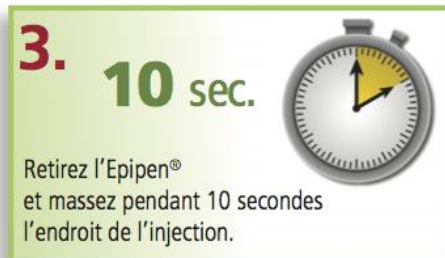 3.
10 sec.
Retirez l'Epipen®
et massez pendant 10 secondes
l'endroit de l'injection.